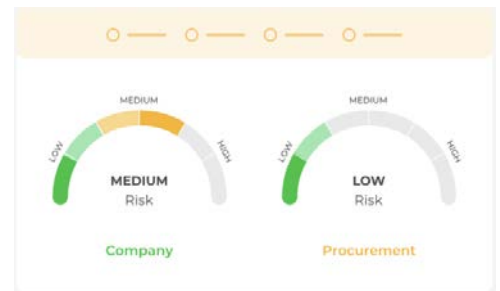 MEDIUM
LOW
HIGH
MEDIUM
Risk
Company
MEDIUM
LOW
HIGH
LOW
Risk
Procurement